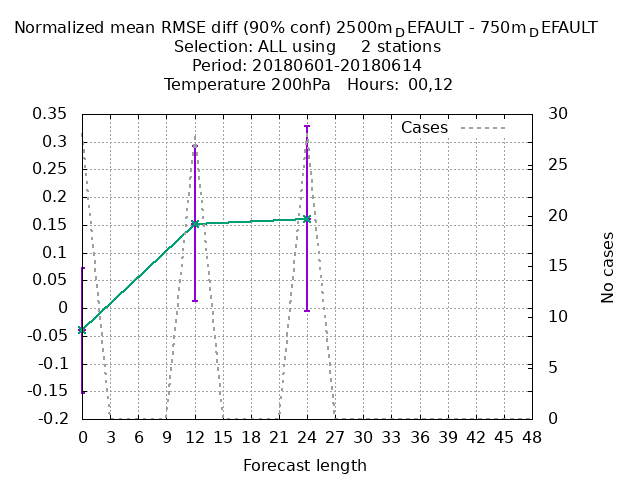 Normalized mean RMSE diff (90% conf) 2500m_DEFAULT - 750m_DEFAULT
Selection: ALL using 2 stations
Period: 20180601-20180614
Temperature 200hPa Hours: 00,12
Cases
0.35
0.3
0.25
0.2
0.15
0.1
0.05
0
-0.05
-0.1
-0.15
-0.2
30
25
20
15
10
5
0
No cases
0 3 6 9 12 15 18 21 24 27 30 33 36 39 42 45 48
Forecast length